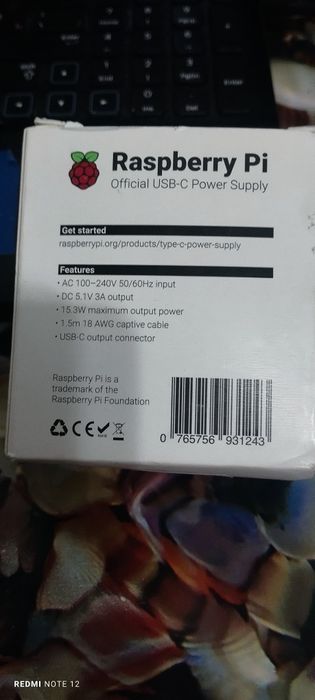 Raspberry Pi
Official USB-C Power Supply
Get started
raspberrypi.org/products/type-c-power-supply
Features
• AC 100–240V 50/60Hz input
• DC 5.1V 3A output
• 15.3W maximum output power
• 1.5m 18 AWG captive cable
• USB-C output connector
Raspberry Pi is a
trademark of the
Raspberry Pi Foundation
CE
0 765756 931243
REDMI NOTE 12